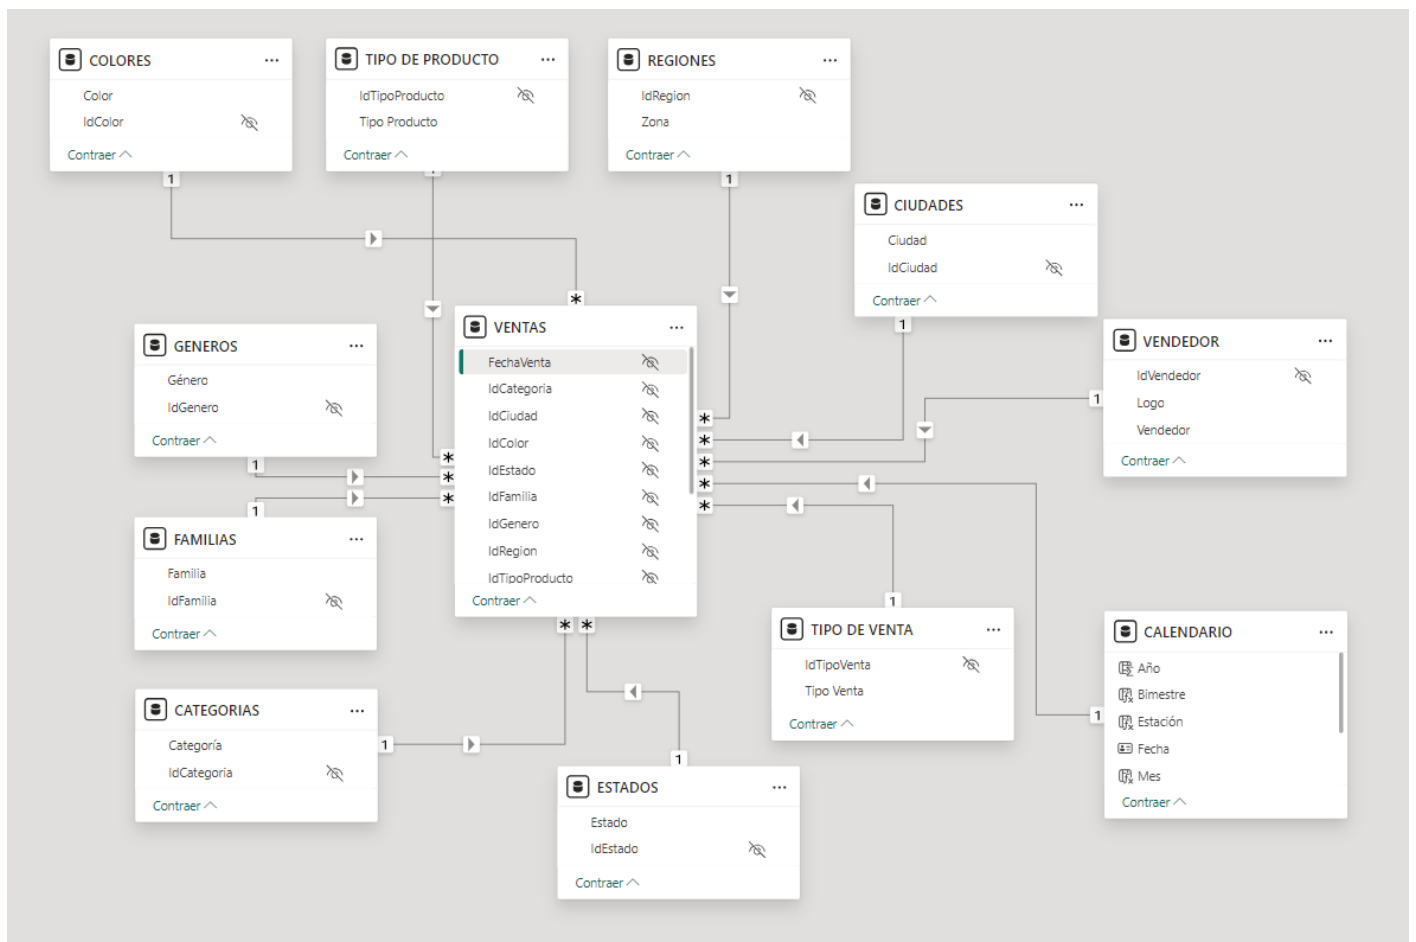 COLORES
Color
IdColor
Contraer
1
TIPO DE PRODUCTO
IdTipoProducto
Tipo Producto
Contraer
REGIONES
IdRegion
Zona
Contraer
1
CIUDADES
Ciudad
IdCiudad
Contraer
1
GENEROS
Género
IdGenero
Contraer
1
VENTAS
FechaVenta
IdCategoria
IdCiudad
IdColor
IdEstado
IdFamilia
IdGenero
IdRegion
IdTipoProducto
Contraer
VENDEDOR
IdVendedor
Logo
Vendedor
Contraer
1
1
FAMILIAS
Familia
IdFamilia
Contraer
1
TIPO DE VENTA
IdTipoVenta
Tipo Venta
Contraer
CALENDARIO
Año
Bimestre
Estación
Fecha
Mes
Contraer
1
CATEGORIAS
Categoría
IdCategoria
Contraer
1
1
ESTADOS
Estado
IdEstado
Contraer